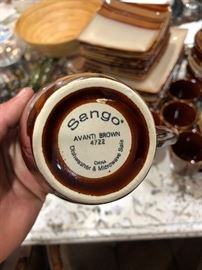 Sango®
AVANTI BROWN
4722
CHINA
Dishwasher & Microwave Safe